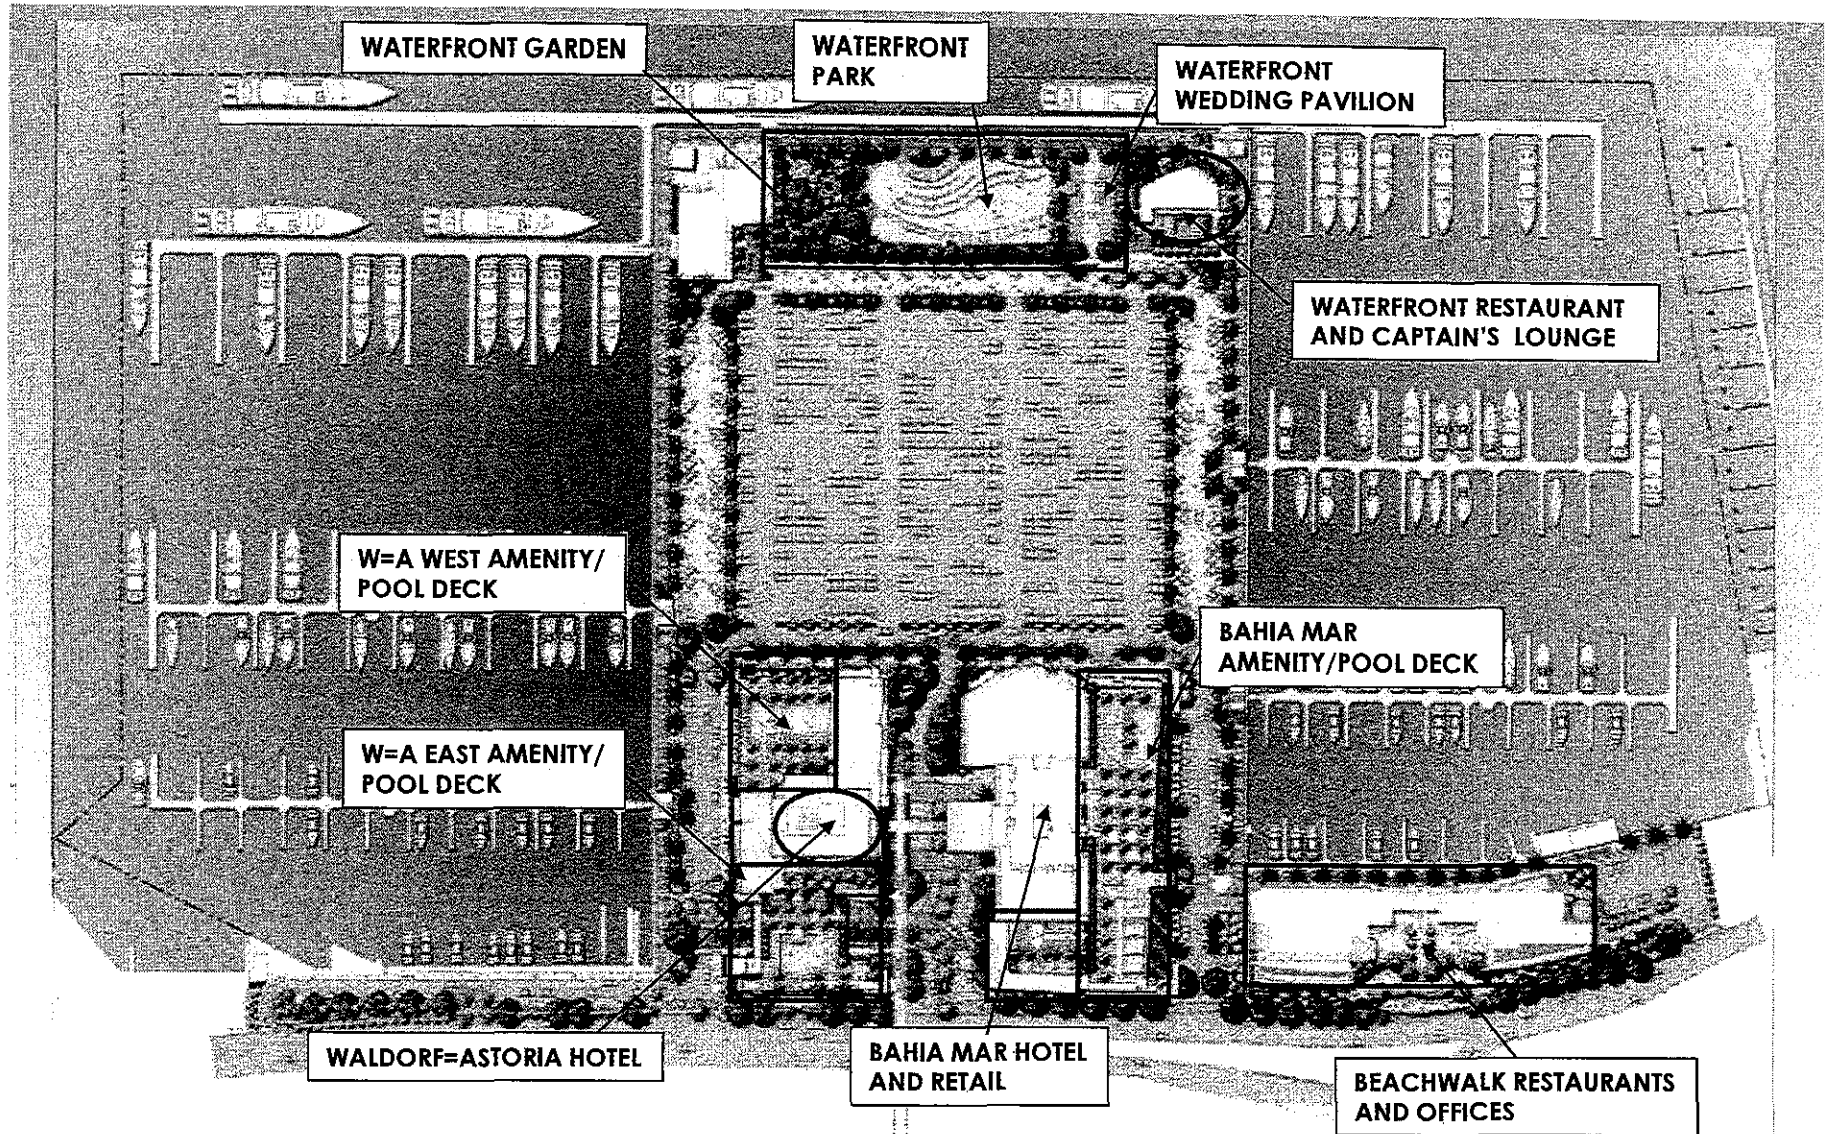 WATERFRONT GARDEN
WATERFRONT
PARK
WATERFRONT
WEDDING PAVILION
WATERFRONT RESTAURANT
AND CAPTAIN'S LOUNGE
W=A WEST AMENITY/
POOL DECK
BAHIA MAR
AMENITY/POOL DECK
W=A EAST AMENITY/
POOL DECK
WALDORF=ASTORIA HOTEL
BAHIA MAR HOTEL
AND RETAIL
BEACHWALK RESTAURANTS
AND OFFICES